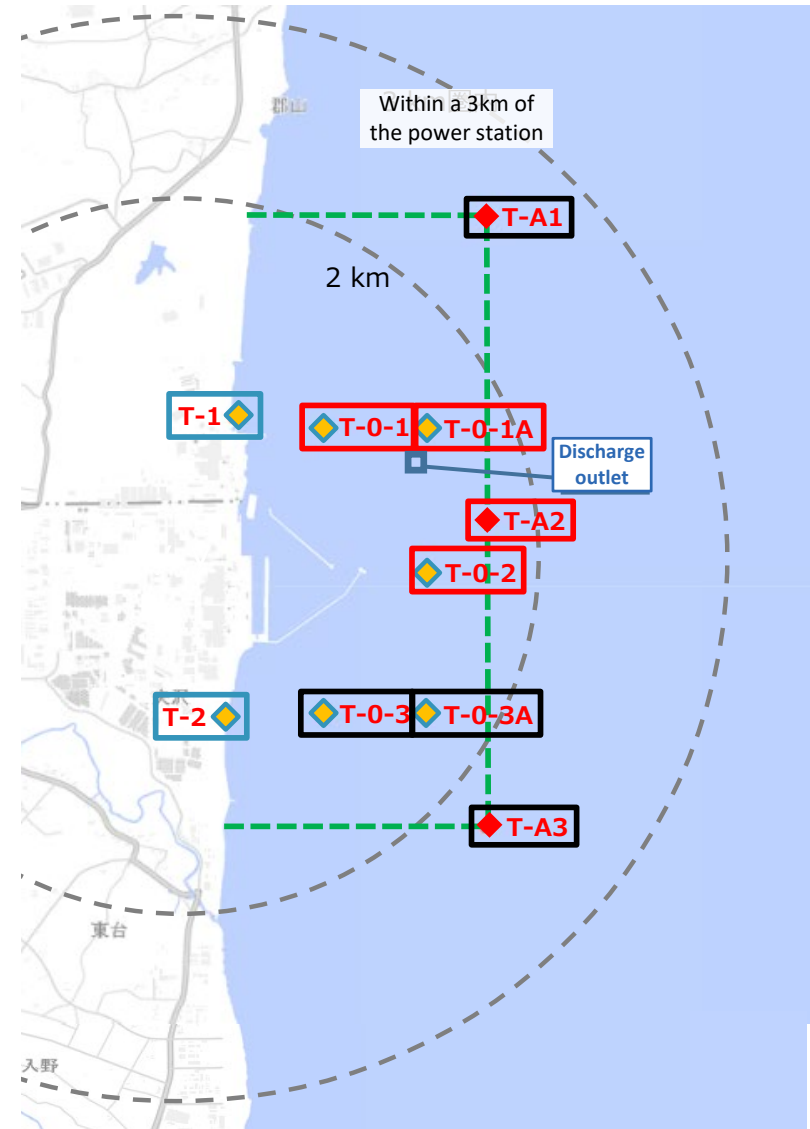 郡山
Within a 3km of
the power station
T-A1
2 km
T-1
T-0-1
T-0-1A
Discharge
outlet
T-A2
T-0-2
T-2
T-0-3
T-0-3A
T-A3
東台
入野